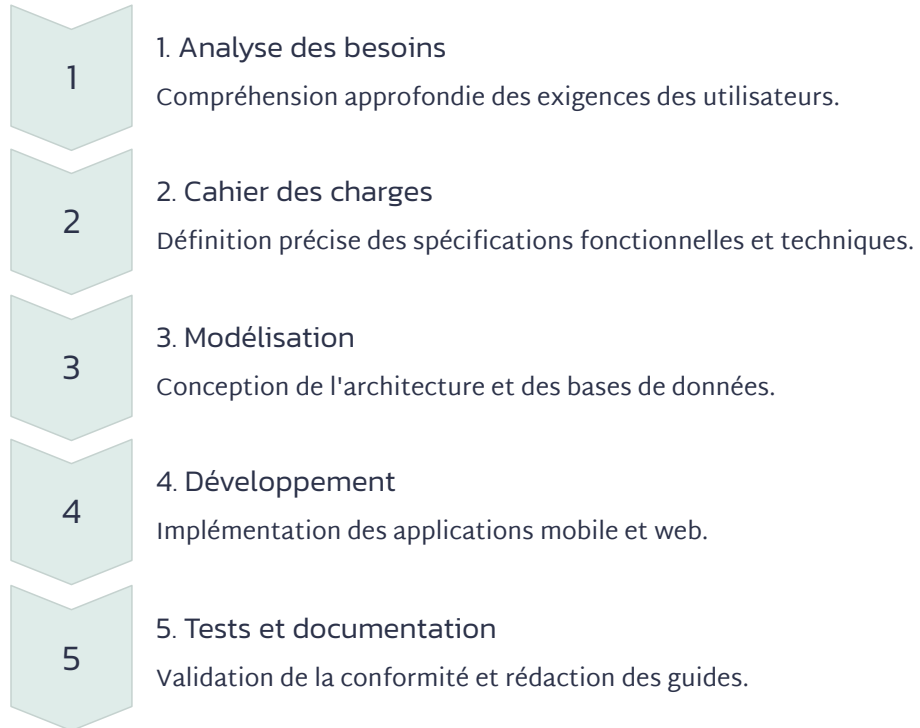 1
1. Analyse des besoins
Compréhension approfondie des exigences des utilisateurs.
2
2. Cahier des charges
Définition précise des spécifications fonctionnelles et techniques.
3
3. Modélisation
Conception de l'architecture et des bases de données.
4
4. Développement
Implémentation des applications mobile et web.
5
5. Tests et documentation
Validation de la conformité et rédaction des guides.